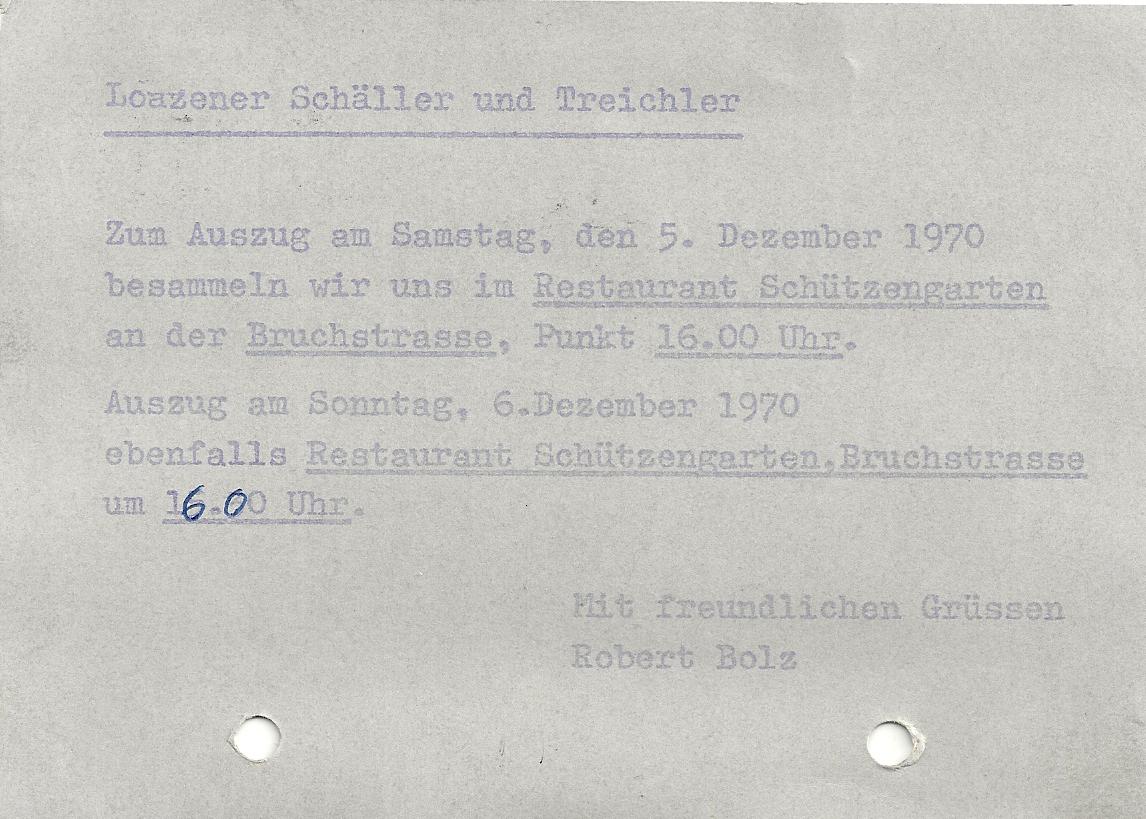 Loazener Schäller und Treichler
Zum Auszug am Samstag, den 5. Dezember 1970
besammeln wir uns im Restaurant Schützengarten
an der Bruchstrasse, Punkt 16.00 Uhr.
Auszug am Sonntag, 6.Dezember 1970
ebenfalls Restaurant Schützengarten,Bruchstrasse
um 16.00 Uhr.
Mit freundlichen Grüssen
Robert Bolz